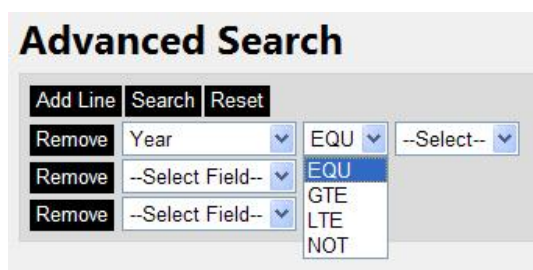 Advanced Search
Add Line Search Reset
Remove Year EQU --Select--
Remove --Select Field-- EQU
GTE
Remove --Select Field-- LTE
NOT